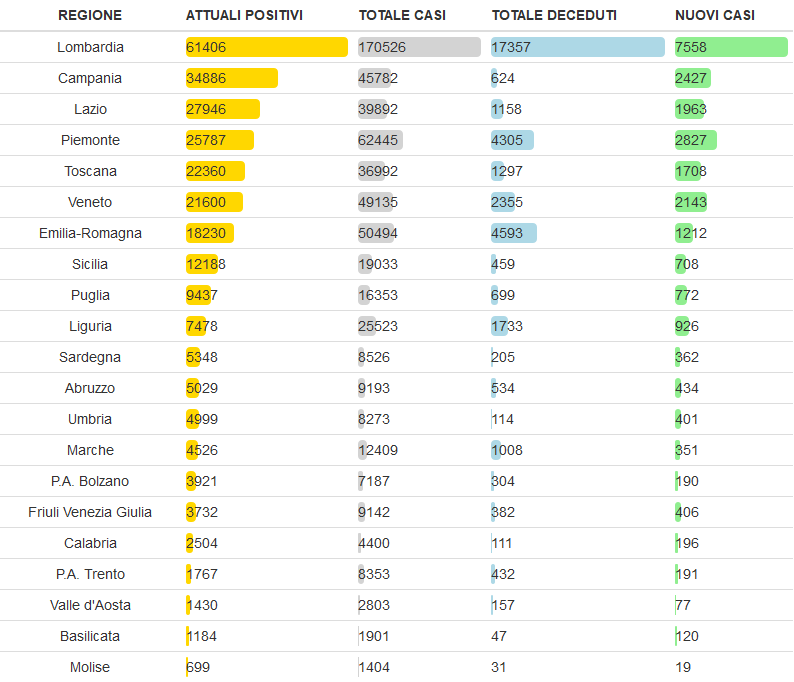 REGIONE ATTUALI POSITIVI TOTALE CASI TOTALE DECEDUTI NUOVI CASI
Lombardia 61406 170526 17357 7558
Campania 34886 45782 624 2427
Lazio 27946 39892 1158 1963
Piemonte 25787 62445 4305 2827
Toscana 22360 36992 1297 1708
Veneto 21600 49135 2355 2143
Emilia-Romagna 18230 50494 4593 1212
Sicilia 12188 19033 459 708
Puglia 9437 16353 699 772
Liguria 7478 25523 1733 926
Sardegna 5348 8526 205 362
Abruzzo 5029 9193 534 434
Umbria 4999 8273 114 401
Marche 4526 12409 1008 351
P.A. Bolzano 3921 7187 304 190
Friuli Venezia Giulia 3732 9142 382 406
Calabria 2504 4400 111 196
P.A. Trento 1767 8353 432 191
Valle d'Aosta 1430 2803 157 77
Basilicata 1184 1901 47 120
Molise 699 1404 31 19